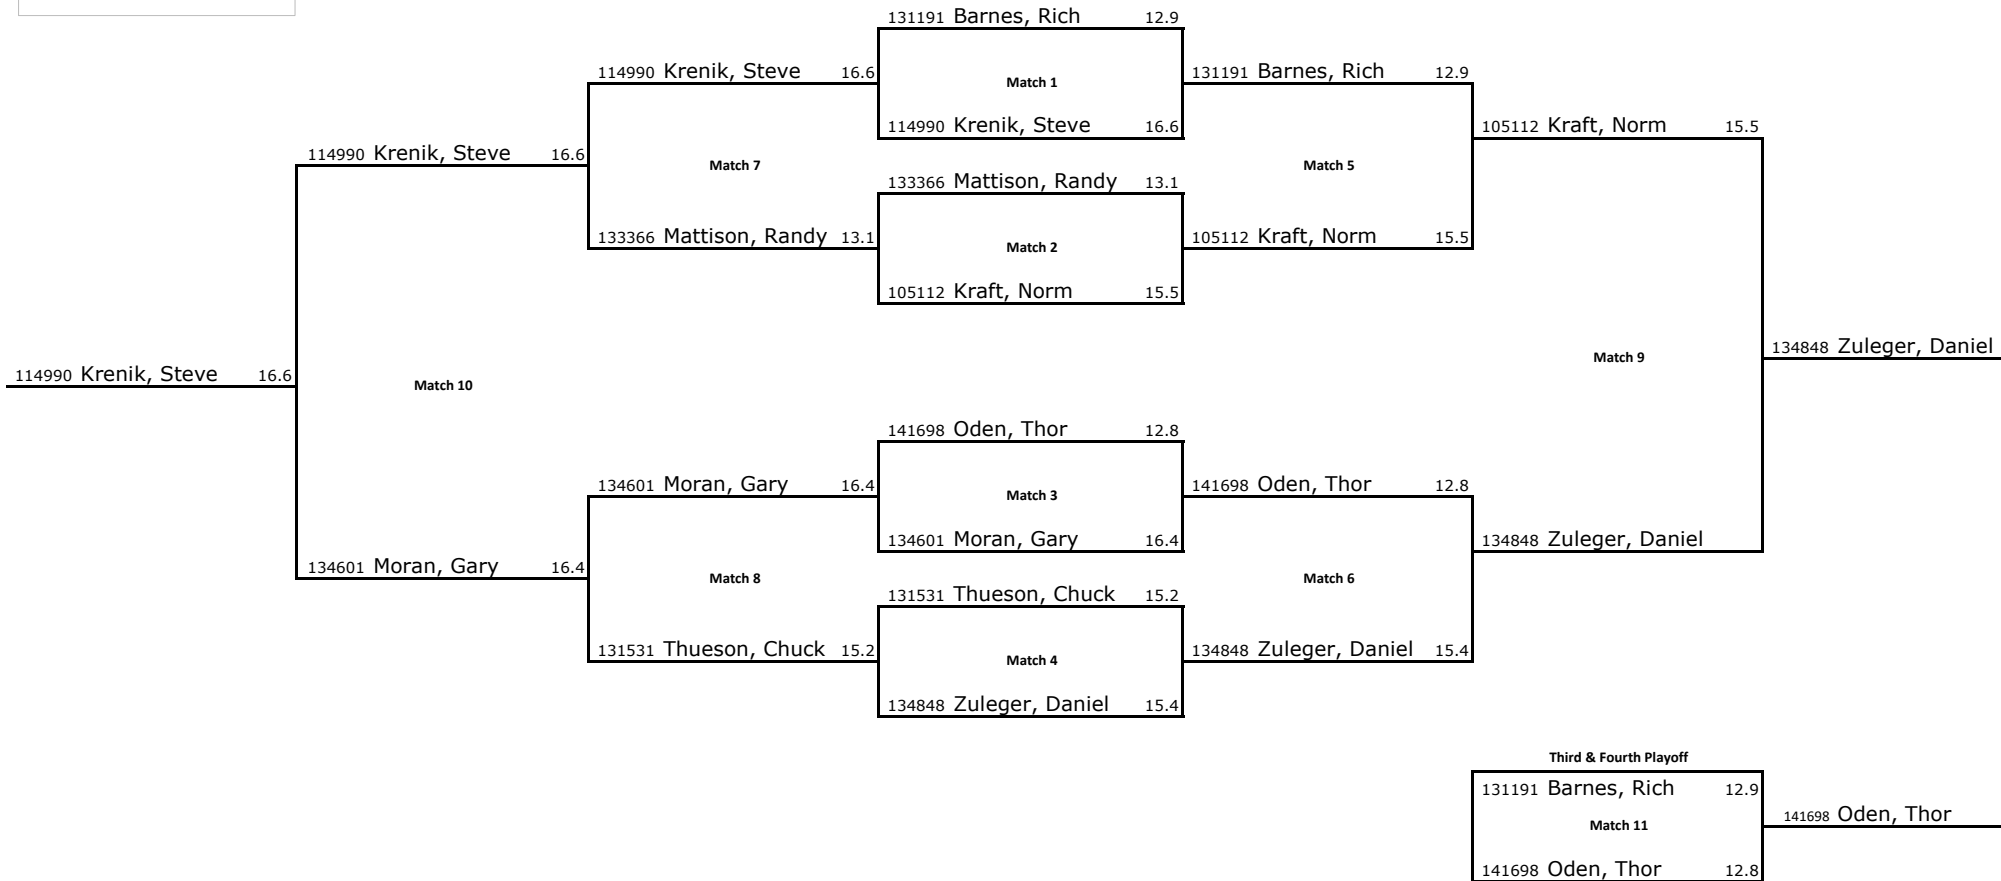 131191 Barnes, Rich 12.9
114990 Krenik, Steve 16.6
Match 1
131191 Barnes, Rich 12.9
114990 Krenik, Steve 16.6
105112 Kraft, Norm 15.5
114990 Krenik, Steve 16.6
Match 7
Match 5
133366 Mattison, Randy 13.1
133366 Mattison, Randy 13.1
Match 2
105112 Kraft, Norm 15.5
105112 Kraft, Norm 15.5
Match 9
134848 Zuleger, Daniel
114990 Krenik, Steve 16.6
Match 10
141698 Oden, Thor 12.8
134601 Moran, Gary 16.4
Match 3
141698 Oden, Thor 12.8
134601 Moran, Gary 16.4
134848 Zuleger, Daniel
134601 Moran, Gary 16.4
Match 8
Match 6
131531 Thueson, Chuck 15.2
131531 Thueson, Chuck 15.2
Match 4
134848 Zuleger, Daniel 15.4
134848 Zuleger, Daniel 15.4
Third & Fourth Playoff
131191 Barnes, Rich 12.9
Match 11
141698 Oden, Thor
141698 Oden, Thor 12.8